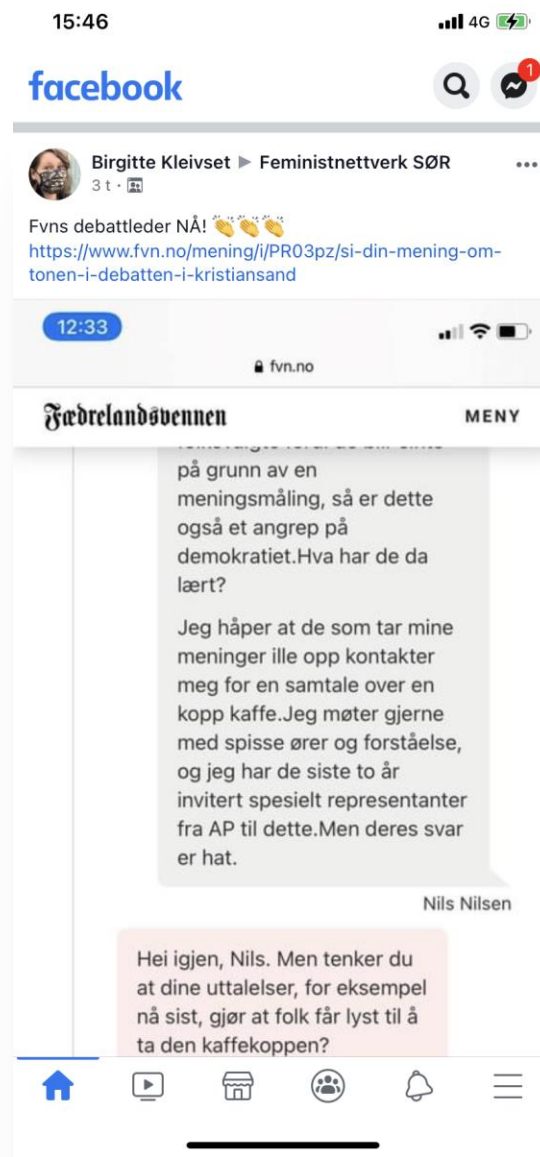 15:46
4G
facebook
1
Birgitte Kleivset ▶ Feministnettverk SØR
3 t ·
Fvns debattleder NÅ! 👏👏👏
https://www.fvn.no/mening/i/PR03pz/si-din-mening-om-
tonen-i-debatten-i-kristiansand
12:33
fvn.no
Fædrelandsvennen
MENY
på grunn av en
meningsmåling, så er dette
også et angrep på
demokratiet.Hva har de da
lært?
Jeg håper at de som tar mine
meninger ille opp kontakter
meg for en samtale over en
kopp kaffe.Jeg møter gjerne
med spisse ører og forståelse,
og jeg har de siste to år
invitert spesielt representanter
fra AP til dette.Men deres svar
er hat.
Nils Nilsen
Hei igjen, Nils. Men tenker du
at dine uttalelser, for eksempel
nå sist, gjør at folk får lyst til å
ta den kaffekoppen?